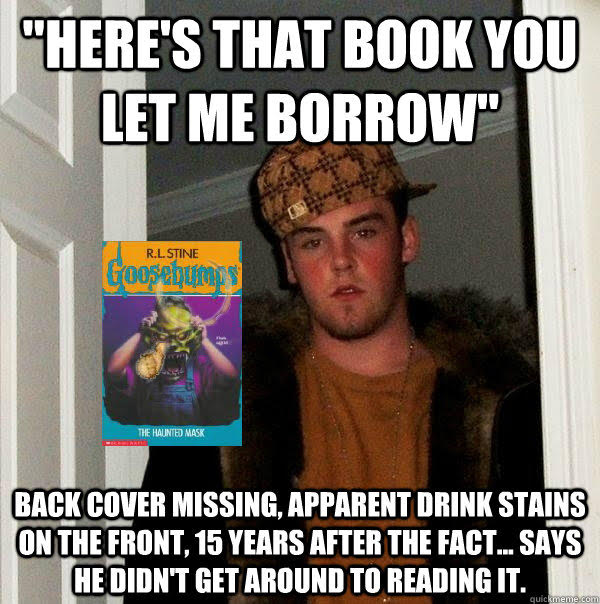 "HERE'S THAT BOOK YOU
LET ME BORROW"
R.L. STINE
Goosebumps
THE HAUNTED MASK
SCHOLASTIC
BACK COVER MISSING, APPARENT DRINK STAINS
ON THE FRONT, 15 YEARS AFTER THE FACT... SAYS
HE DIDN'T GET AROUND TO READING IT.
quickmeme.com